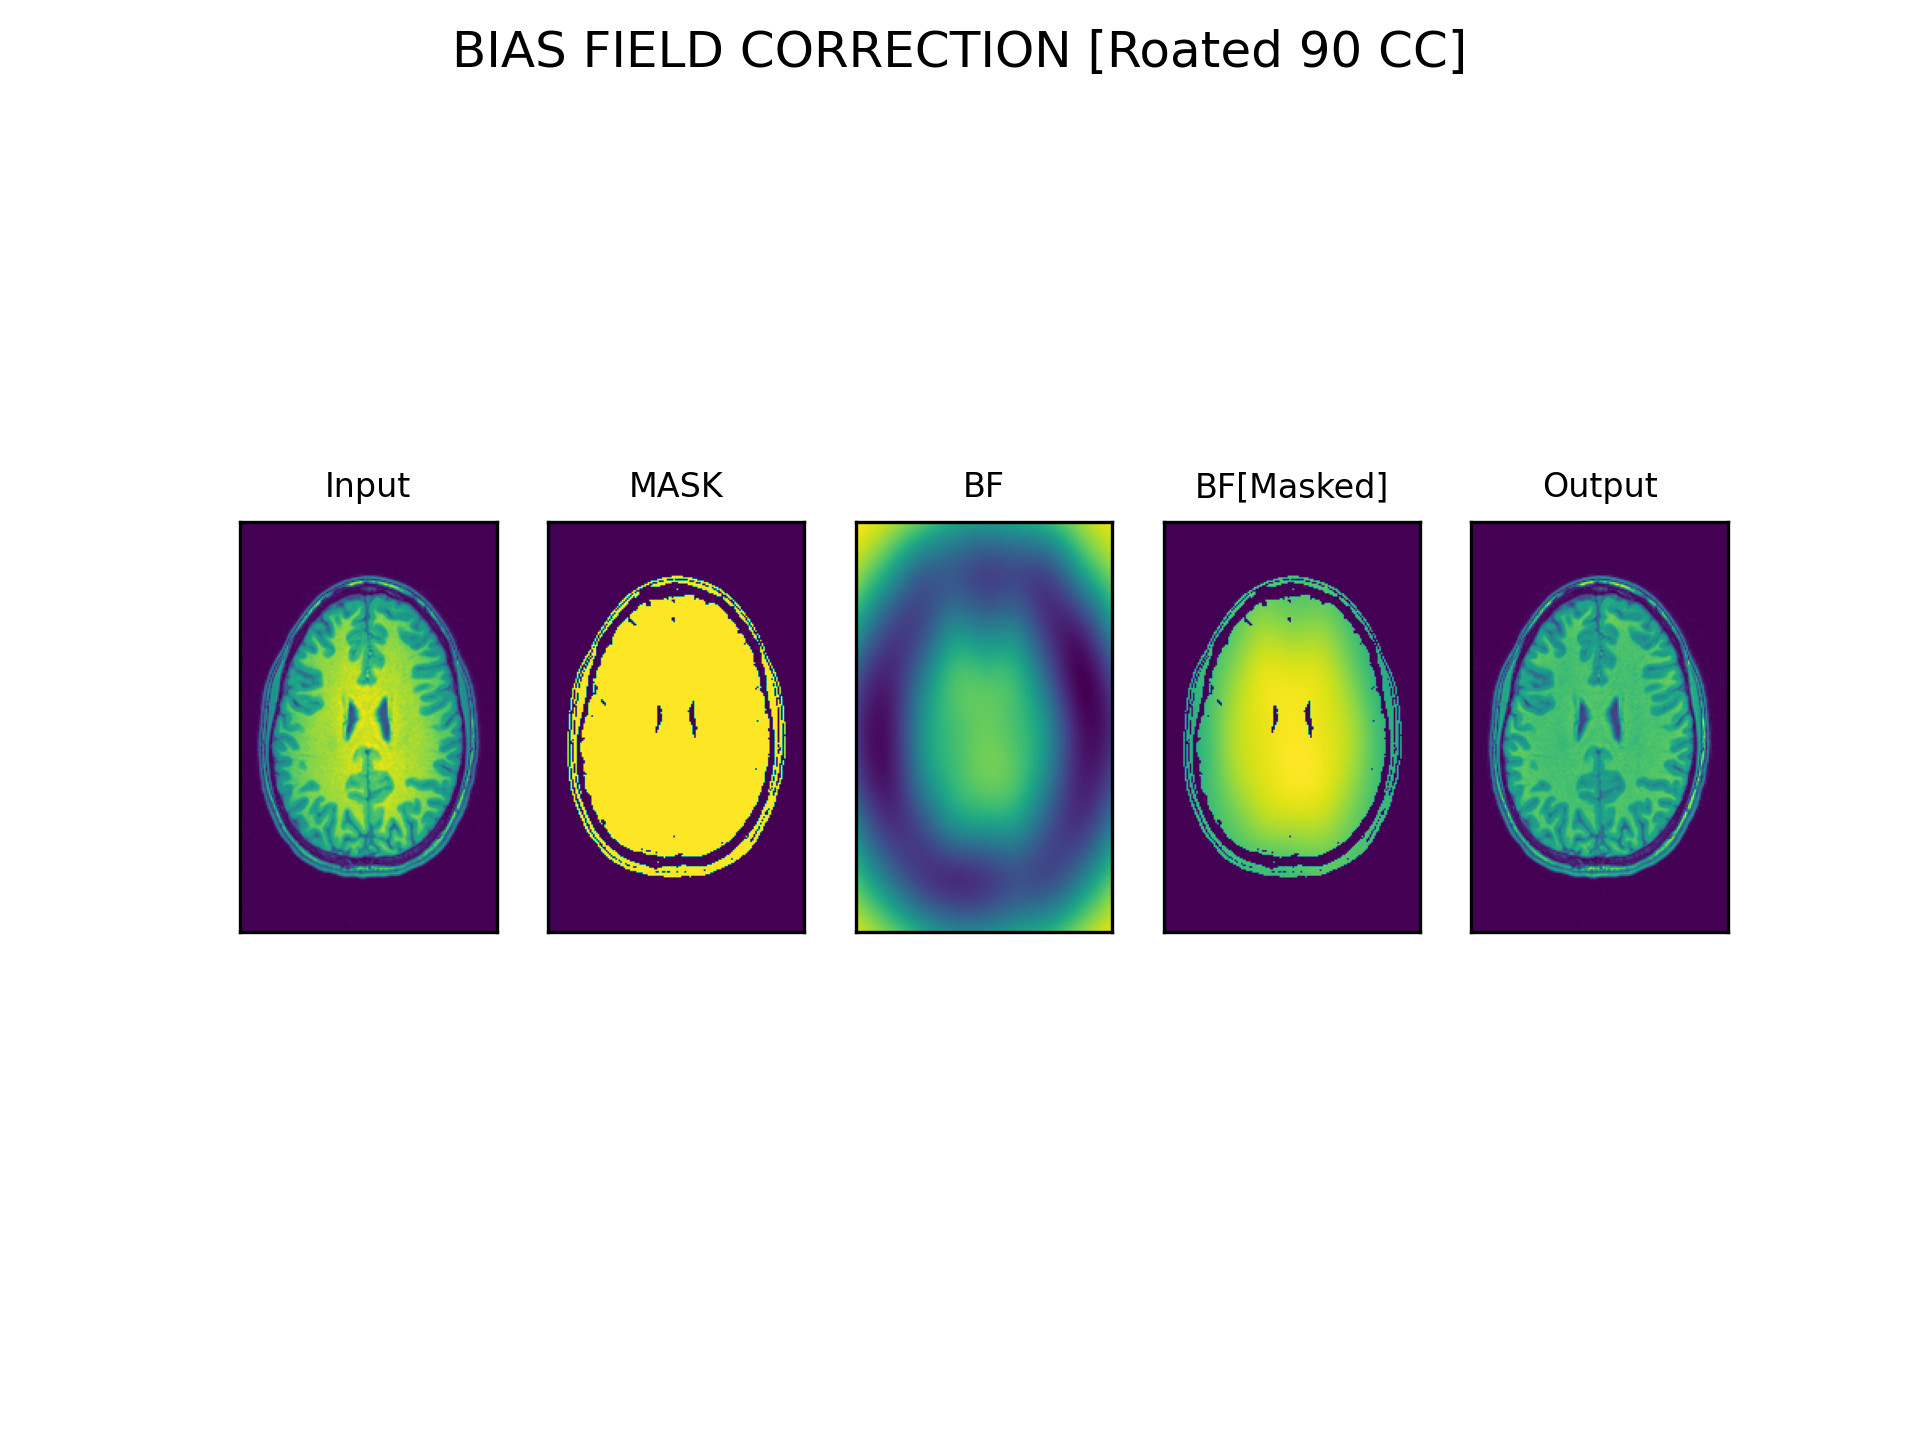 BIAS FIELD CORRECTION [Roated 90 CC]
Input
MASK
BF
BF[Masked]
Output